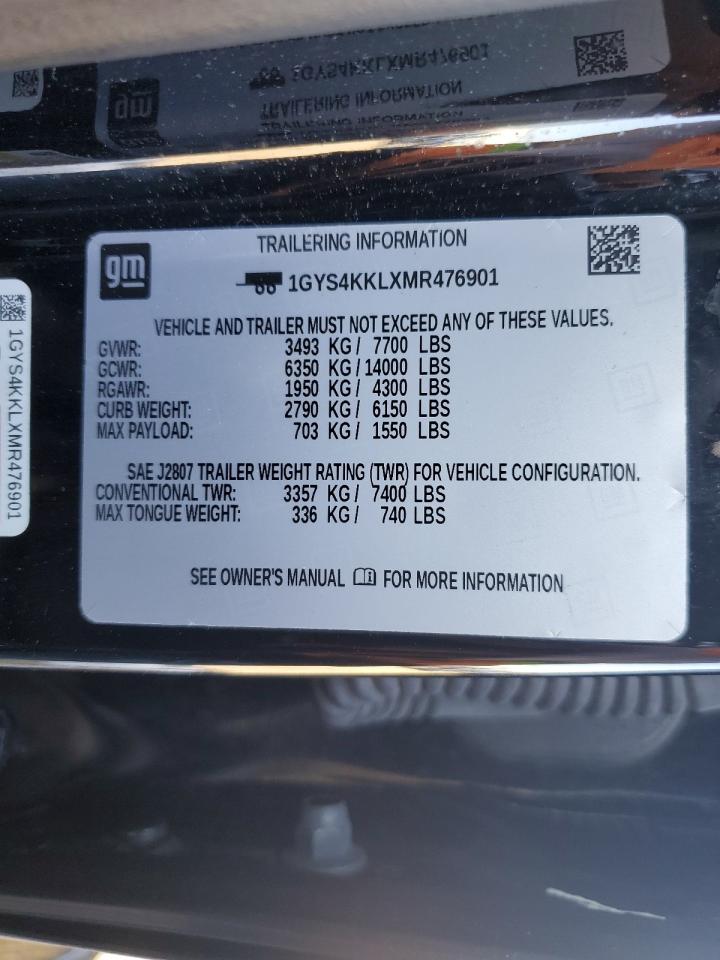 1GYS4KKLXMR476901
TRAILERING INFORMATION
gm
TRAILERING INFORMATION
1GYS4KKLXMR476901
VEHICLE AND TRAILER MUST NOT EXCEED ANY OF THESE VALUES.
GVWR: 3493 KG / 7700 LBS
GCWR: 6350 KG / 14000 LBS
RGAWR: 1950 KG / 4300 LBS
CURB WEIGHT: 2790 KG / 6150 LBS
MAX PAYLOAD: 703 KG / 1550 LBS
SAE J2807 TRAILER WEIGHT RATING (TWR) FOR VEHICLE CONFIGURATION.
CONVENTIONAL TWR: 3357 KG / 7400 LBS
MAX TONGUE WEIGHT: 336 KG / 740 LBS
SEE OWNER'S MANUAL FOR MORE INFORMATION
1GYS4KKLXMR476901